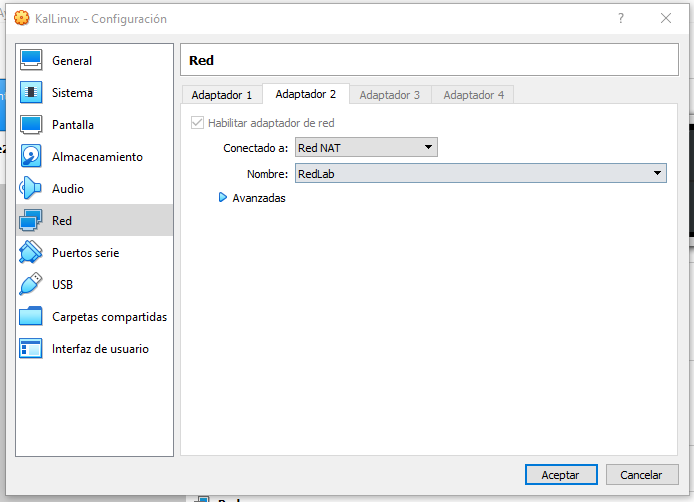 KalLinux - Configuración
?
General
Sistema
Pantalla
Almacenamiento
Audio
Red
Puertos serie
USB
Carpetas compartidas
Interfaz de usuario
Red
Adaptador 1 Adaptador 2 Adaptador 3 Adaptador 4
Habilitar adaptador de red
Conectado a: Red NAT
Nombre: RedLab
Avanzadas
Aceptar Cancelar